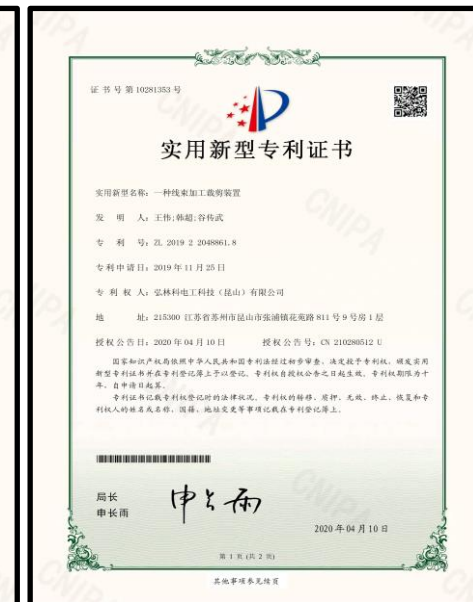 证书号第10281353号
实用新型专利证书
实用新型名称：一种线束加工裁剪装置
发明人：王伟;韩超;谷传武
专利号：ZL 2019 2 2048861.8
专利申请日：2019年11月25日
专利权人：弘林科电工科技（昆山）有限公司
地址：215300 江苏省苏州市昆山市张浦镇花苑路811号9号房1层
授权公告日：2020年04月10日 授权公告号：CN 210280512 U
国家知识产权局依照中华人民共和国专利法经过初步审查，决定授予专利权，颁发实用
新型专利证书并在专利登记簿上予以登记。专利权自授权公告之日起生效。专利权期限为十
年，自申请日起算。
专利证书记载专利权登记时的法律状况。专利权的转移、质押、无效、终止、恢复和专
利权人的姓名或名称、国籍、地址变更等事项记载在专利登记簿上。
局长
申长雨
申长雨
2020年04月10日
第 1 页 (共 2 页)
其他事项参见续页
CNIPA
CNIPA
CNIPA